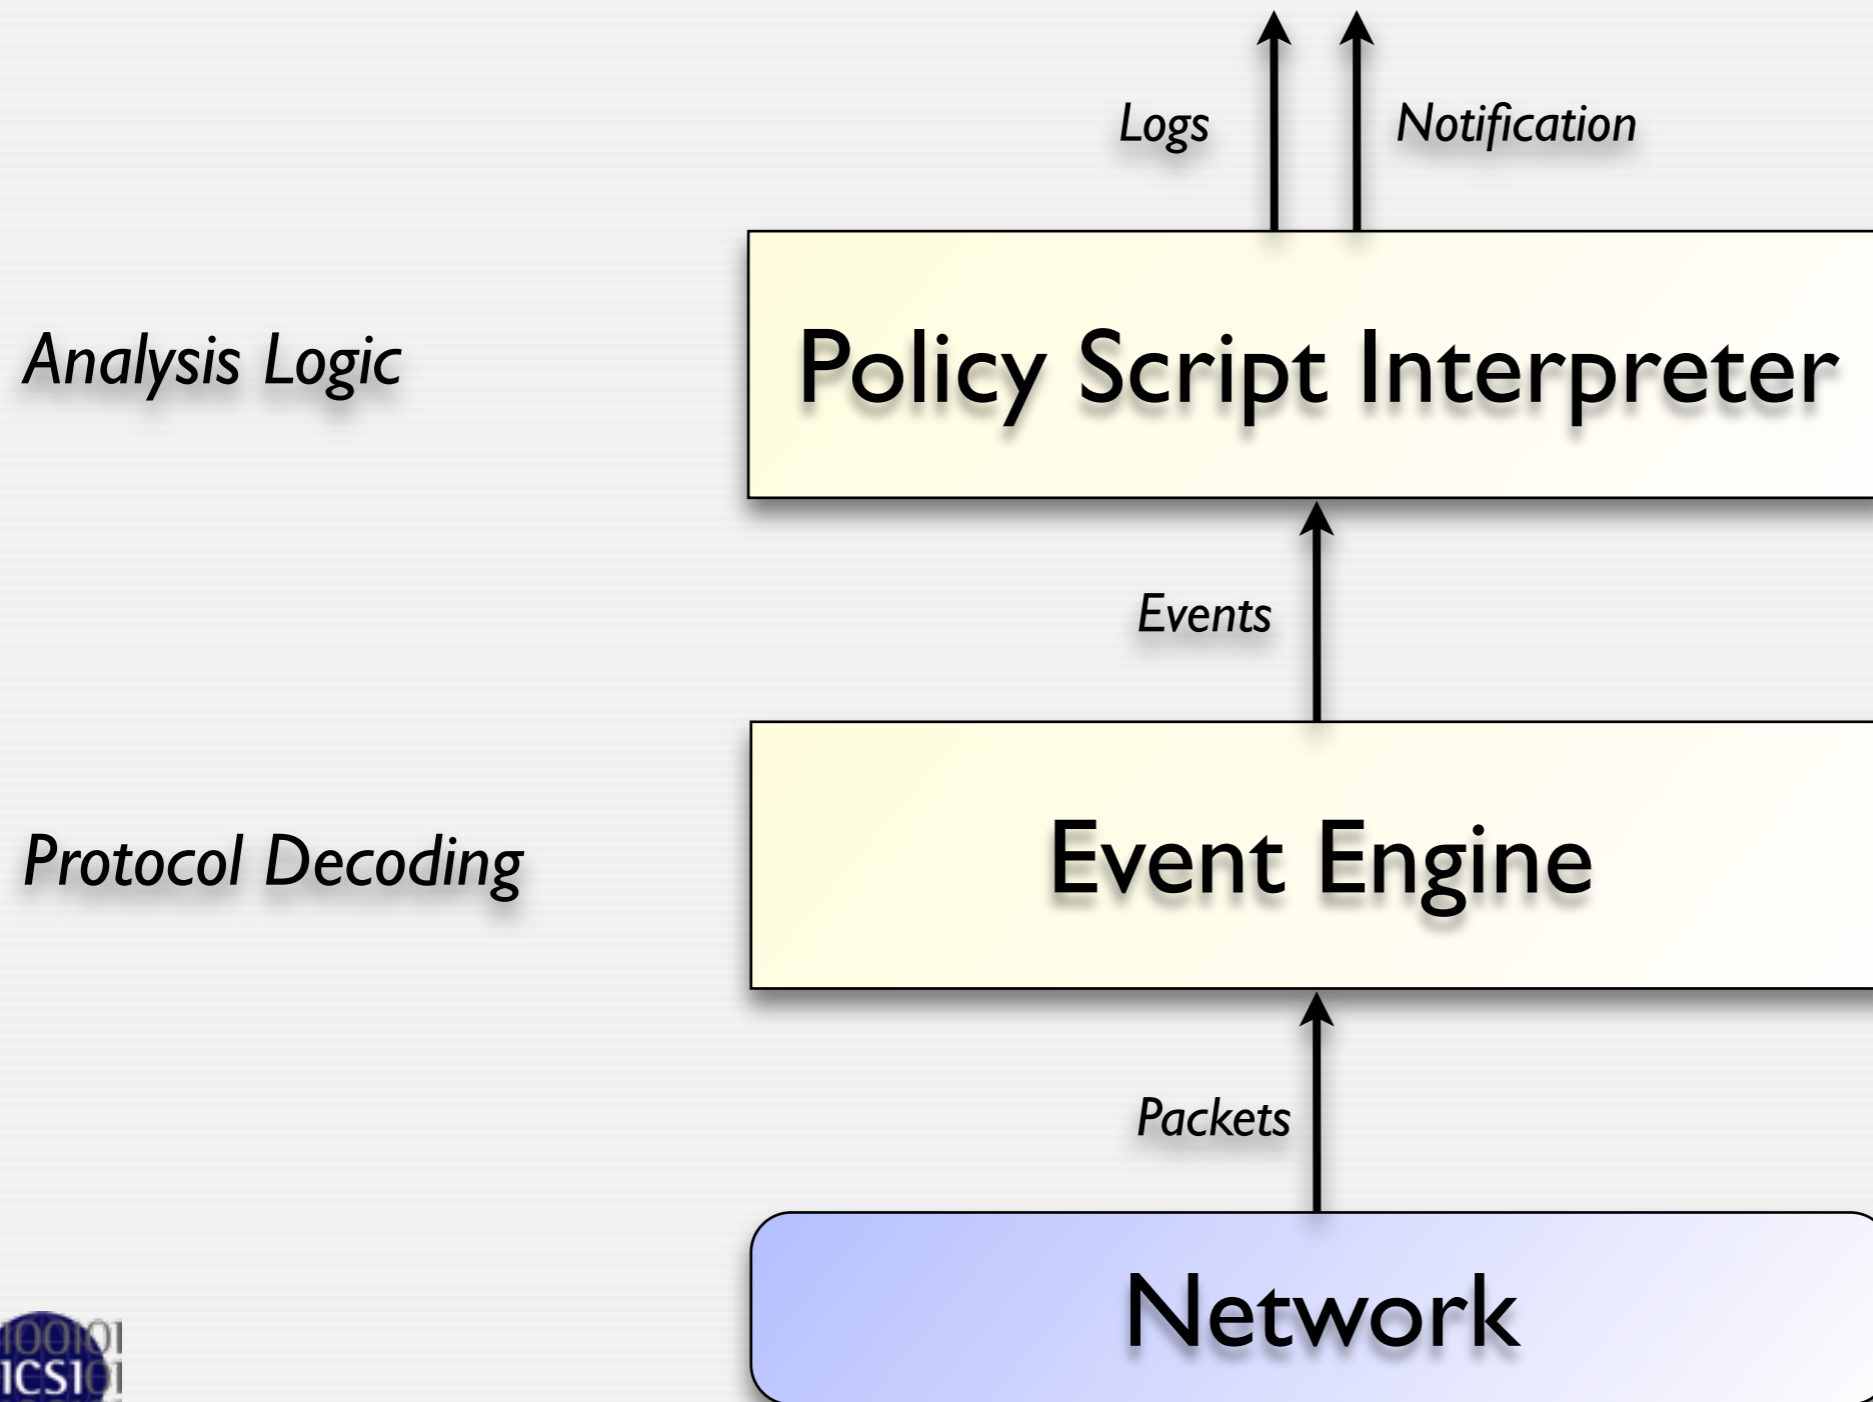 Logs Notification
Analysis Logic
Policy Script Interpreter
Events
Protocol Decoding
Event Engine
Packets
Network
ICSI